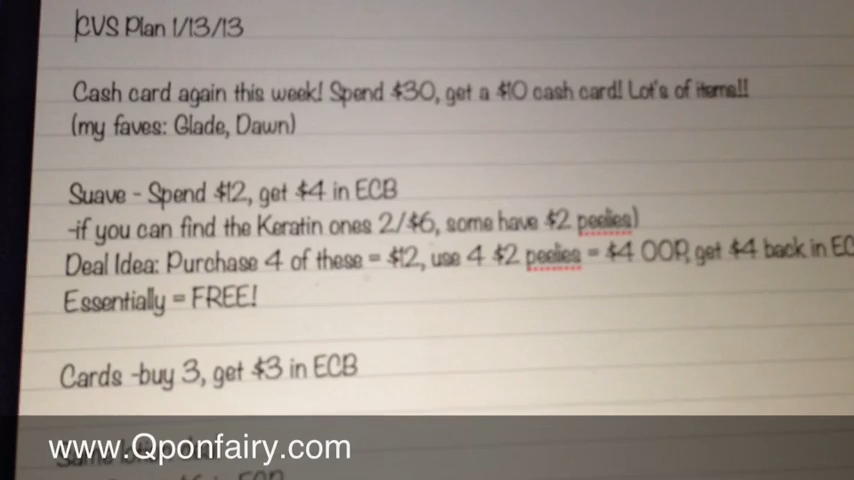 CVS Plan 1/13/13
Cash card again this week! Spend $30, get a $10 cash card! Lot's of items!!
(my faves: Glade, Dawn)
Suave - Spend $12, get $4 in ECB
-if you can find the Keratin ones 2/$6, some have $2 peelies)
Deal Idea: Purchase 4 of these = $12, use 4 $2 peelies = $4 OOP, get $4 back in EC
Essentially = FREE!
Cards -buy 3, get $3 in ECB
www.Qponfairy.com